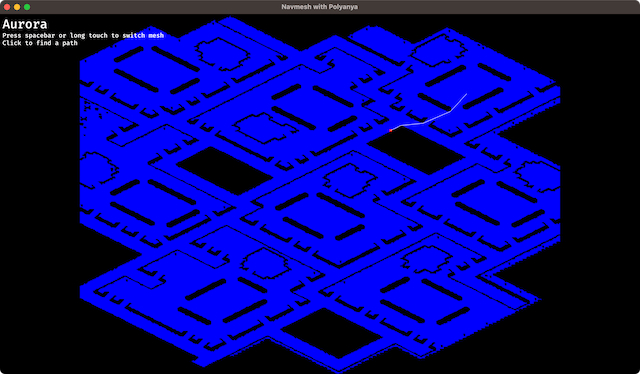 Navmesh with Polyanya
Aurora
Press spacebar or long touch to switch mesh
Click to find a path